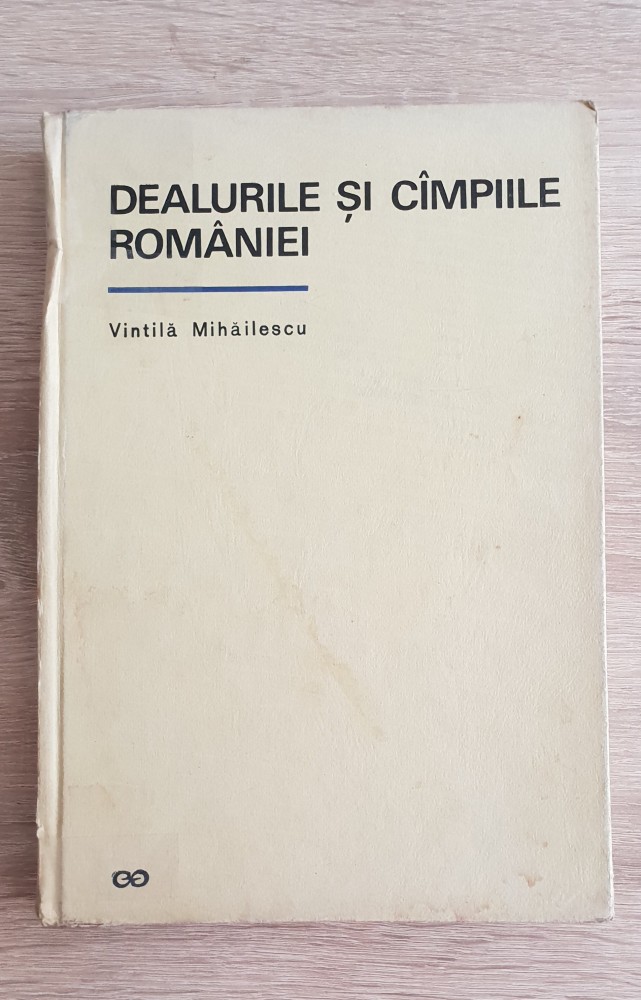 DEALURILE ȘI CÎMPIILE
ROMÂNIEI
Vintilă Mihăilescu